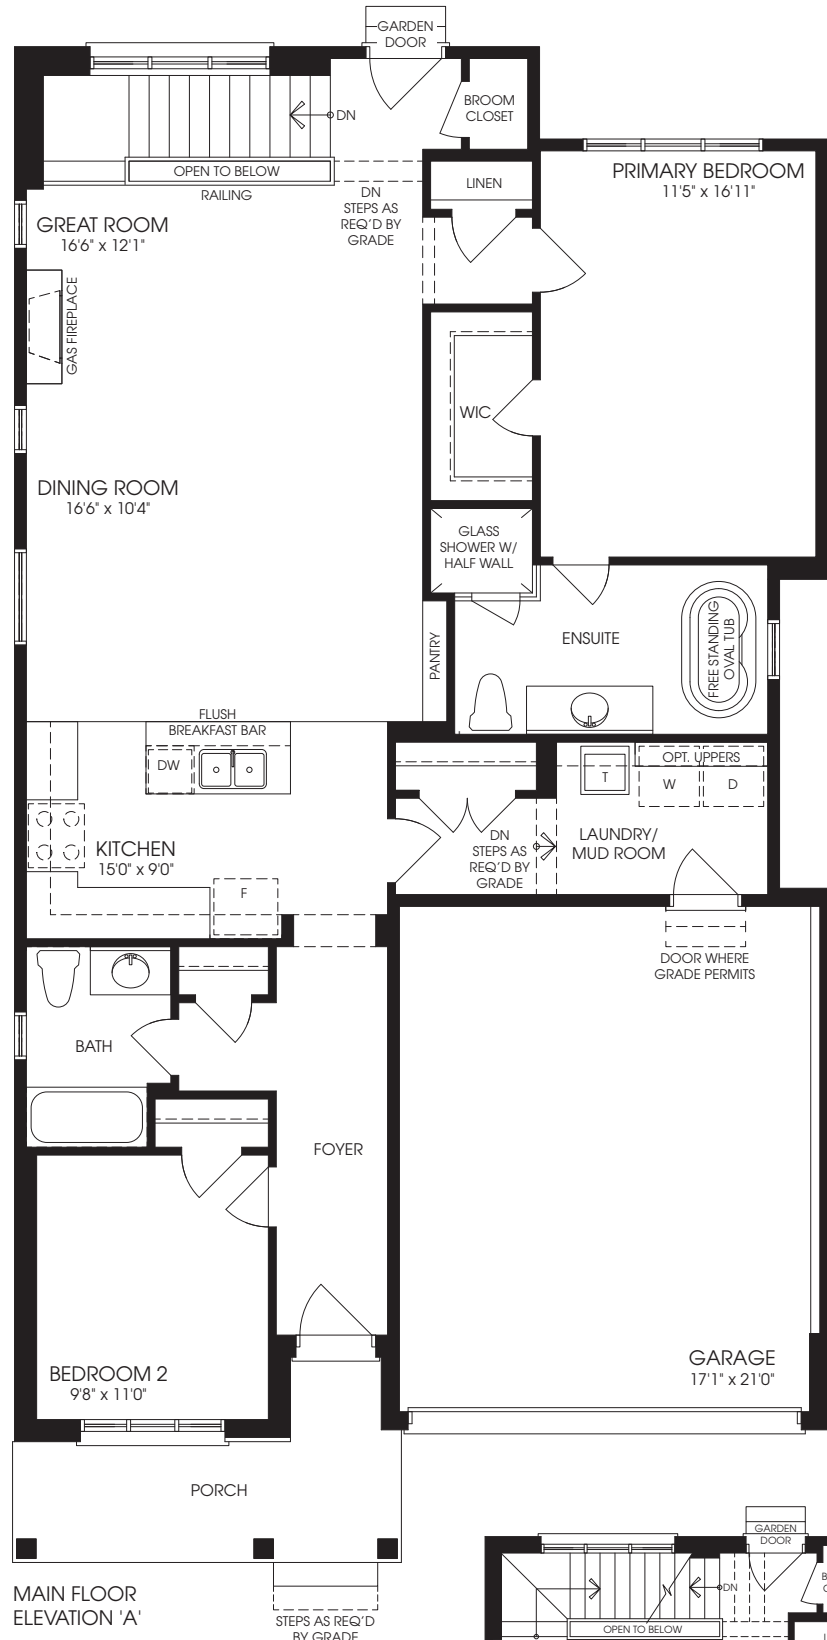 GARDEN
DOOR
BROOM
CLOSET
DN
OPEN TO BELOW
RAILING
DN
STEPS AS
REQ'D BY
GRADE
LINEN
PRIMARY BEDROOM
11'5" x 16'11"
GREAT ROOM
16'6" x 12'1"
GAS FIREPLACE
WIC
DINING ROOM
16'6" x 10'4"
GLASS
SHOWER W/
HALF WALL
PANTRY
ENSUITE
FREE STANDING
OVAL TUB
FLUSH
BREAKFAST BAR
DW
OPT. UPPERS
T
W
D
KITCHEN
15'0" x 9'0"
DN
STEPS AS
REQ'D BY
GRADE
LAUNDRY/
MUD ROOM
F
DOOR WHERE
GRADE PERMITS
BATH
FOYER
BEDROOM 2
9'8" x 11'0"
GARAGE
17'1" x 21'0"
PORCH
MAIN FLOOR
ELEVATION 'A'
STEPS AS REQ'D
BY GRADE
GARDEN
DOOR
DN
OPEN TO BELOW